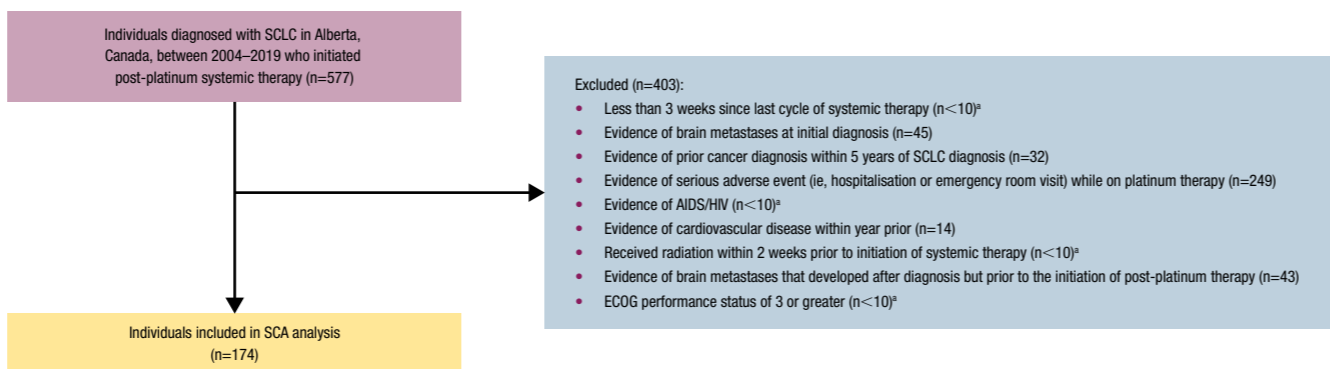 Individuals diagnosed with SCLC in Alberta,
Canada, between 2004–2019 who initiated
post-platinum systemic therapy (n=577)
Excluded (n=403):
• Less than 3 weeks since last cycle of systemic therapy (n<10)ᵃ
• Evidence of brain metastases at initial diagnosis (n=45)
• Evidence of prior cancer diagnosis within 5 years of SCLC diagnosis (n=32)
• Evidence of serious adverse event (ie, hospitalisation or emergency room visit) while on platinum therapy (n=249)
• Evidence of AIDS/HIV (n<10)ᵃ
• Evidence of cardiovascular disease within year prior (n=14)
• Received radiation within 2 weeks prior to initiation of systemic therapy (n<10)ᵃ
• Evidence of brain metastases that developed after diagnosis but prior to the initiation of post-platinum therapy (n=43)
• ECOG performance status of 3 or greater (n<10)ᵃ
Individuals included in SCA analysis
(n=174)